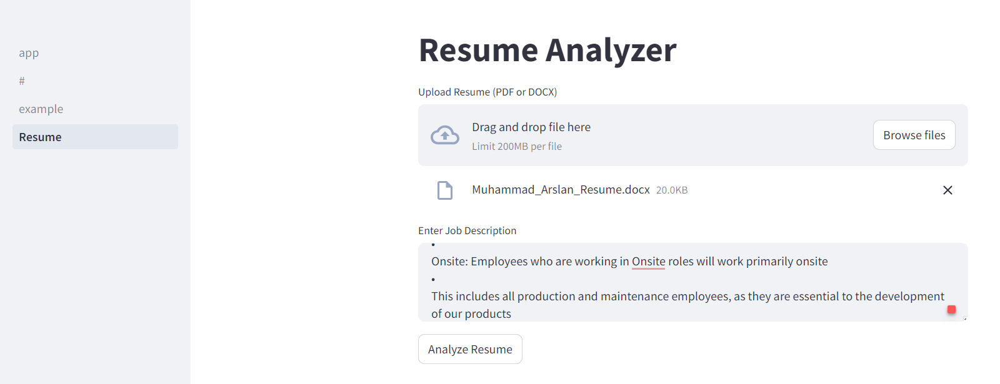 app
#
example
Resume
Resume Analyzer
Upload Resume (PDF or DOCX)
Drag and drop file here
Limit 200MB per file
Browse files
Muhammad_Arslan_Resume.docx 20.0KB
Enter Job Description
•
Onsite: Employees who are working in Onsite roles will work primarily onsite
•
This includes all production and maintenance employees, as they are essential to the development
of our products
Analyze Resume